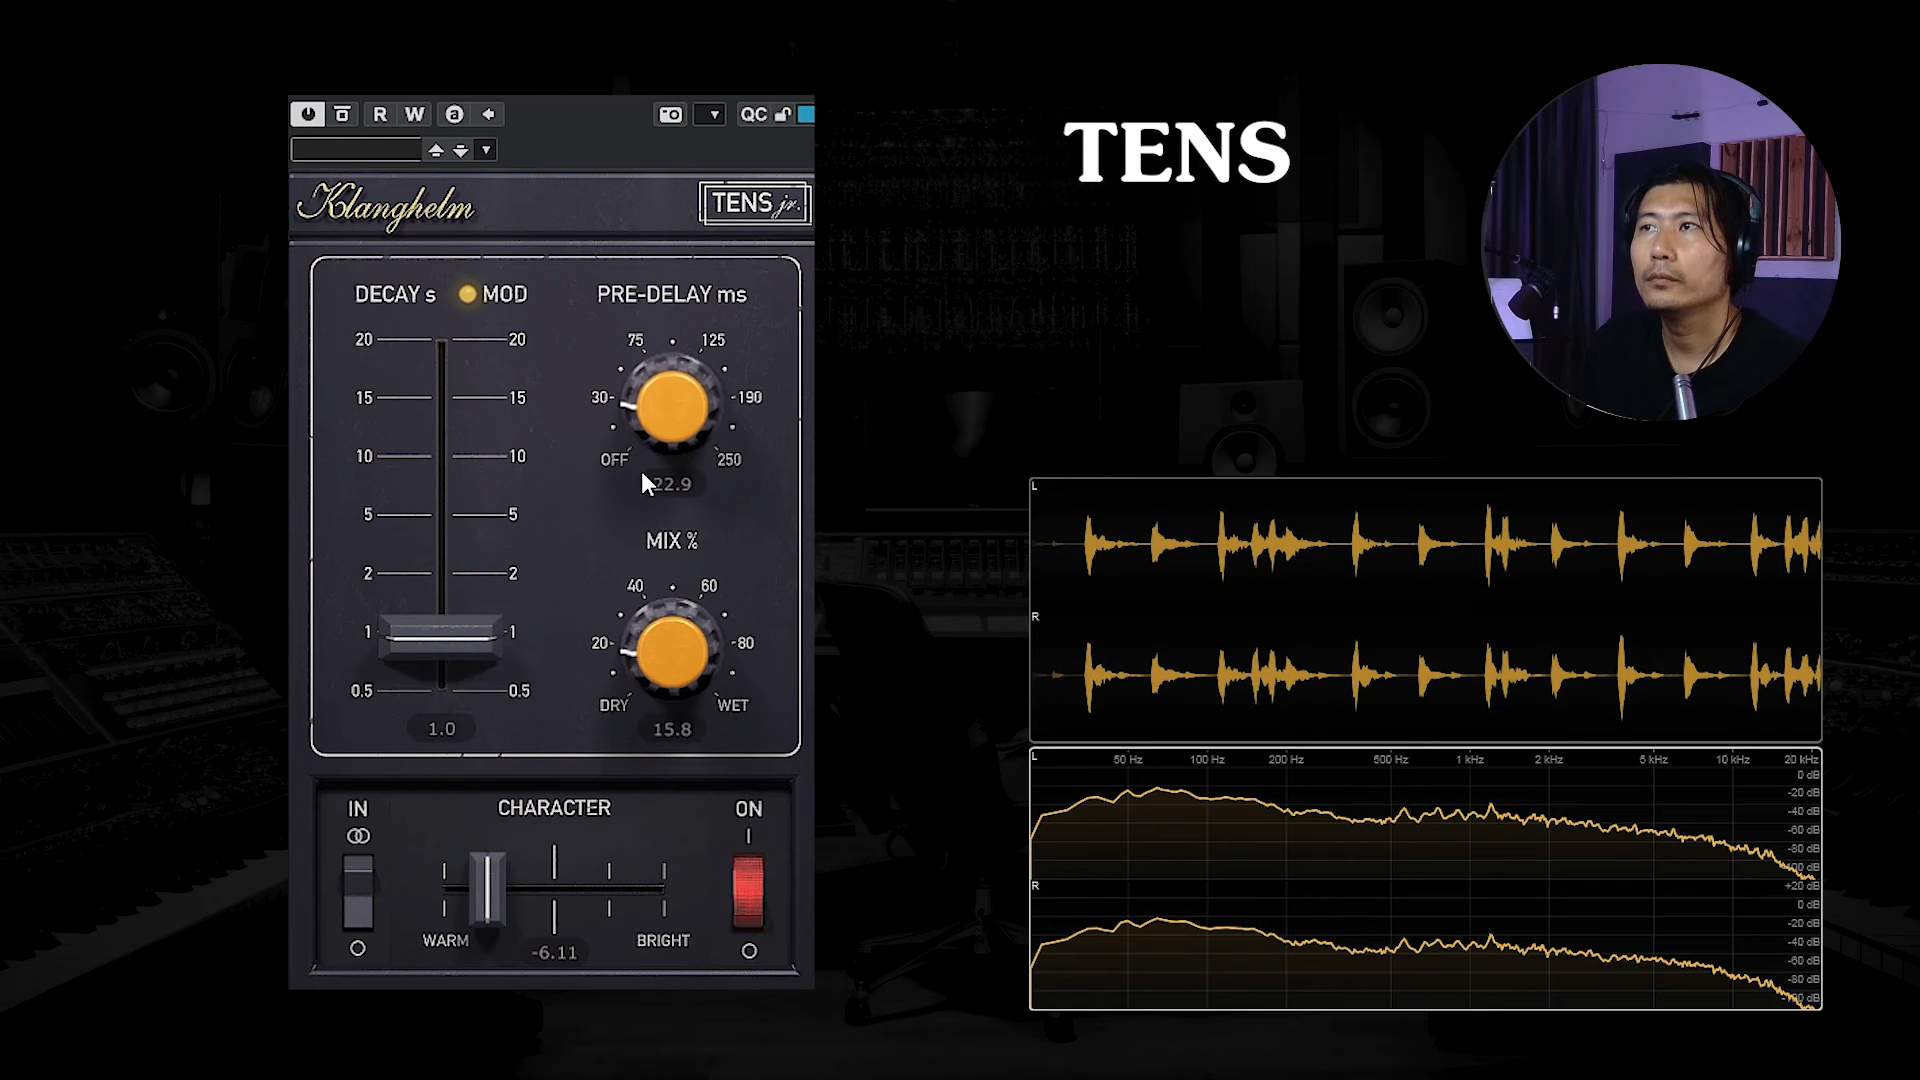 R W a QC
Klanghelm TENS jr.
TENS
DECAY s MOD PRE-DELAY ms
20 20
15 15
10 10
5 5
2 2
1 1
0.5 0.5
1.0
75 125
30 190
OFF 250
22.9
MIX %
40 60
20 80
DRY WET
15.8
IN CHARACTER ON
WARM BRIGHT
-6.11
L
R
L 50 Hz 100 Hz 200 Hz 500 Hz 1 kHz 2 kHz 5 kHz 10 kHz 20 kHz
0 dB
-20 dB
-40 dB
-60 dB
-80 dB
R +20 dB
0 dB
-20 dB
-40 dB
-60 dB
-80 dB